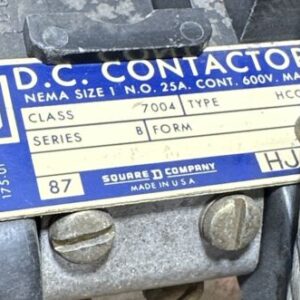 D.C. CONTACTOR
NEMA SIZE 1 N.O. 25A. CONT. 600V. MA
CLASS 7004 TYPE HCO
SERIES B FORM
87 SQUARE D COMPANY HJ
MADE IN U.S.A
175-01